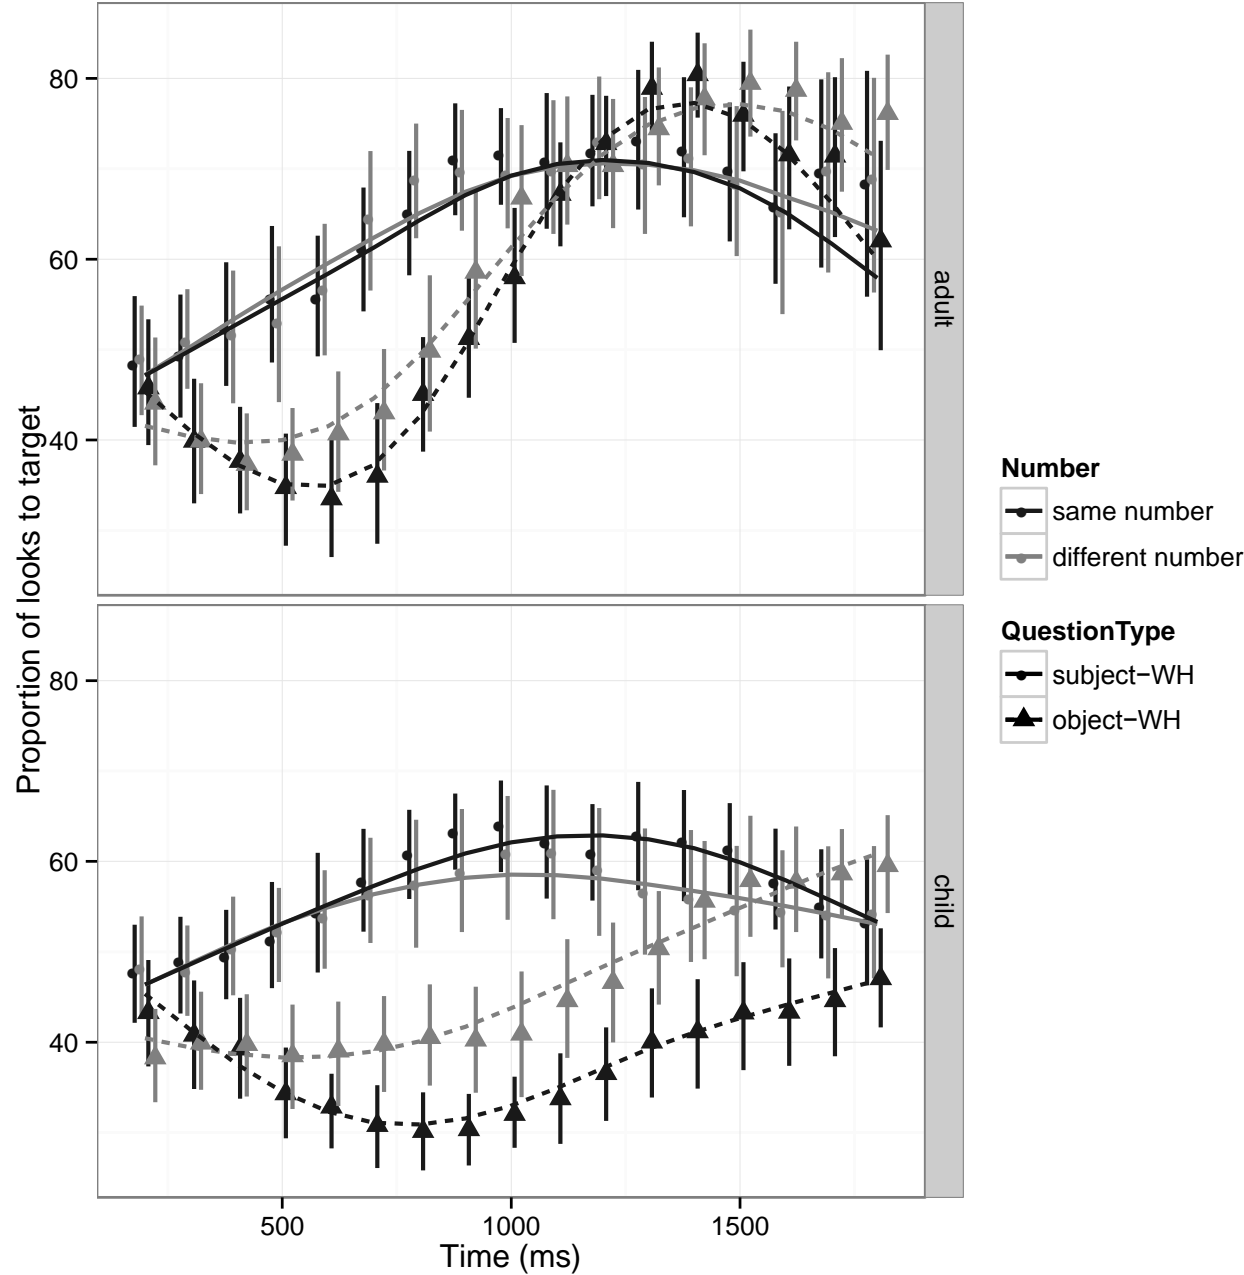 Proportion of looks to target
80
60
40
adult
80
60
40
child
500 1000 1500
Time (ms)
Number
same number
different number
QuestionType
subject−WH
object−WH